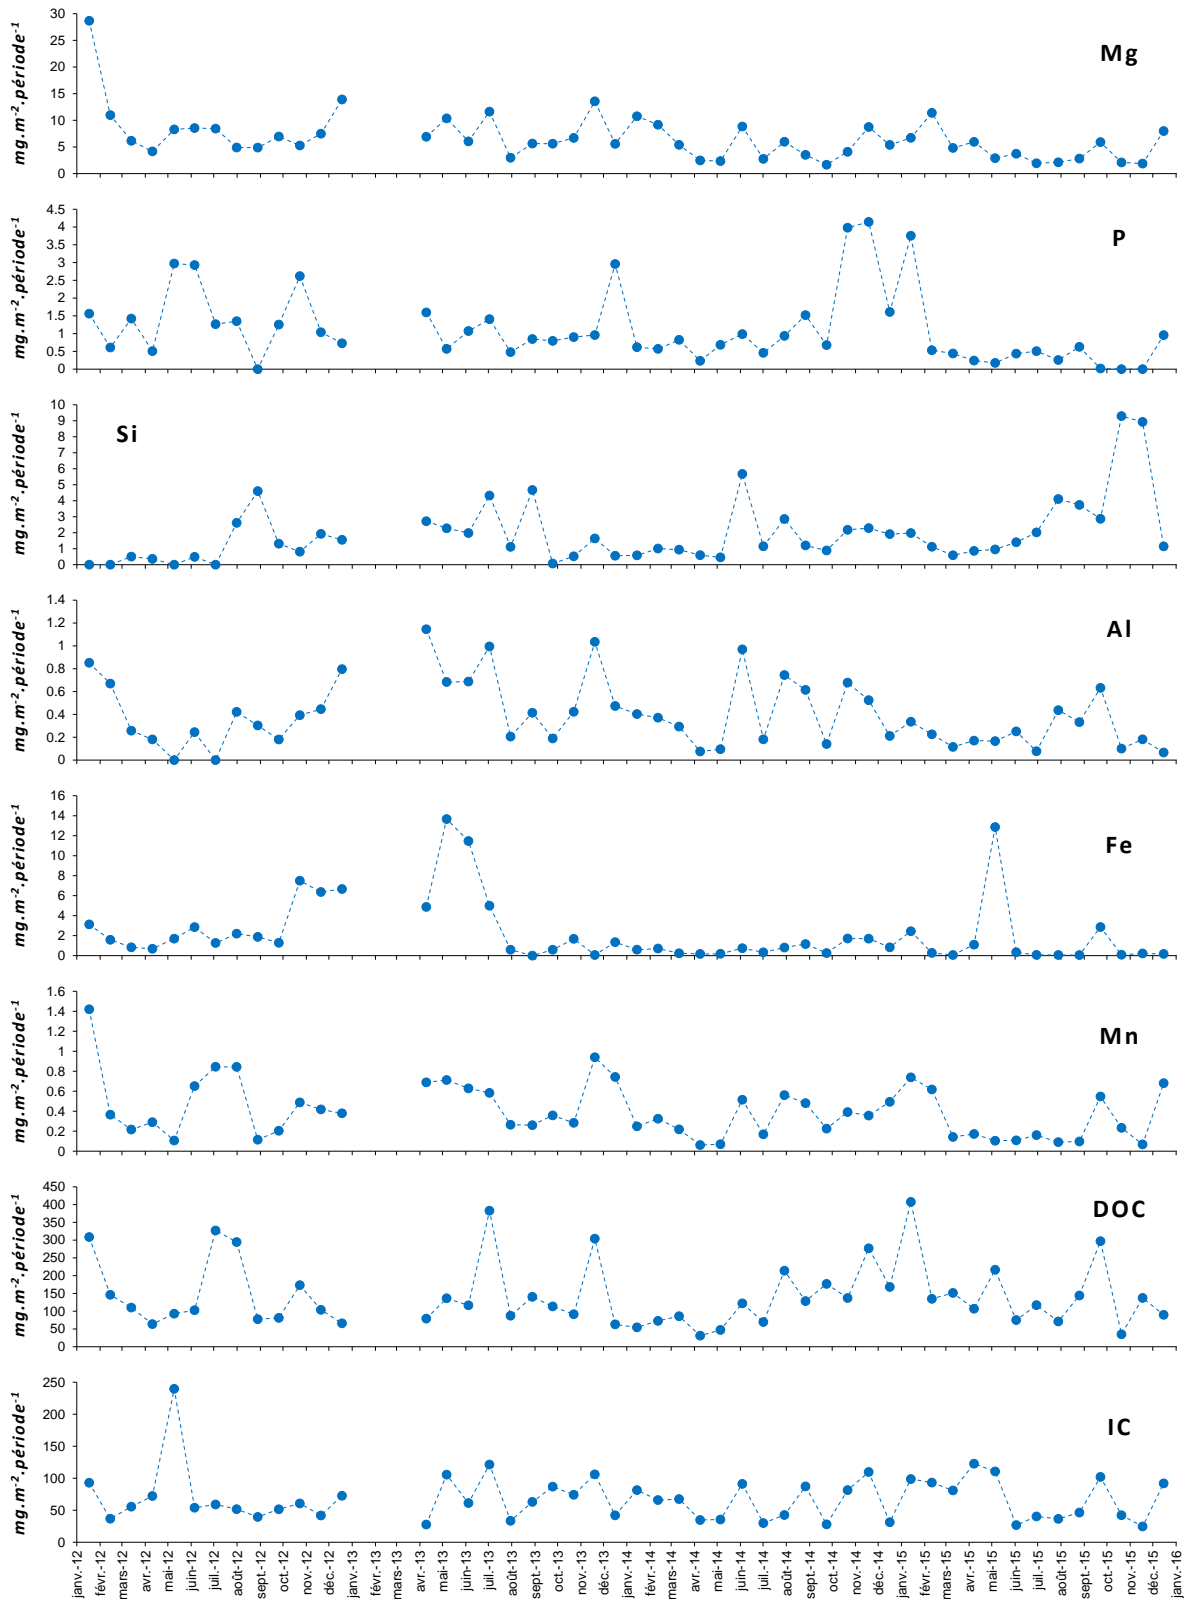 mg.m-2.période-1
30
25
20
15
10
5
0
Mg
mg.m-2.période-1
4.5
4
3.5
3
2.5
2
1.5
1
0.5
0
P
mg.m-2.période-1
10
9
8
7
6
5
4
3
2
1
0
Si
mg.m-2.période-1
1.4
1.2
1
0.8
0.6
0.4
0.2
0
Al
mg.m-2.période-1
16
14
12
10
8
6
4
2
0
Fe
mg.m-2.période-1
1.6
1.4
1.2
1
0.8
0.6
0.4
0.2
0
Mn
mg.m-2.période-1
450
400
350
300
250
200
150
100
50
0
DOC
mg.m-2.période-1
250
200
150
100
50
0
IC
janv.-12
févr.-12
mars-12
avr.-12
mai-12
juin-12
juil.-12
août-12
sept.-12
oct.-12
nov.-12
déc.-12
janv.-13
févr.-13
mars-13
avr.-13
mai-13
juin-13
juil.-13
août-13
sept.-13
oct.-13
nov.-13
déc.-13
janv.-14
févr.-14
mars-14
avr.-14
mai-14
juin-14
juil.-14
août-14
sept.-14
oct.-14
nov.-14
déc.-14
janv.-15
févr.-15
mars-15
avr.-15
mai-15
juin-15
juil.-15
août-15
sept.-15
oct.-15
nov.-15
déc.-15
janv.-16